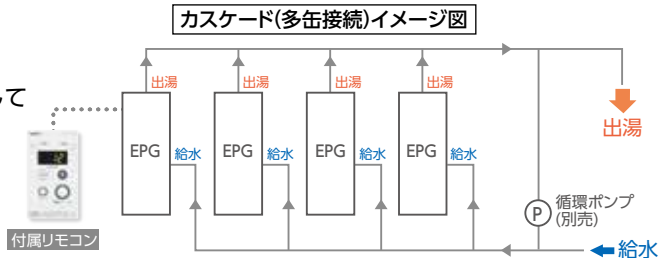 カスケード(多缶接続)イメージ図
して
出湯
出湯
出湯
出湯
出湯
EPG
給水
EPG
給水
EPG
給水
EPG
給水
P
循環ポンプ
(別売)
付属リモコン
給水